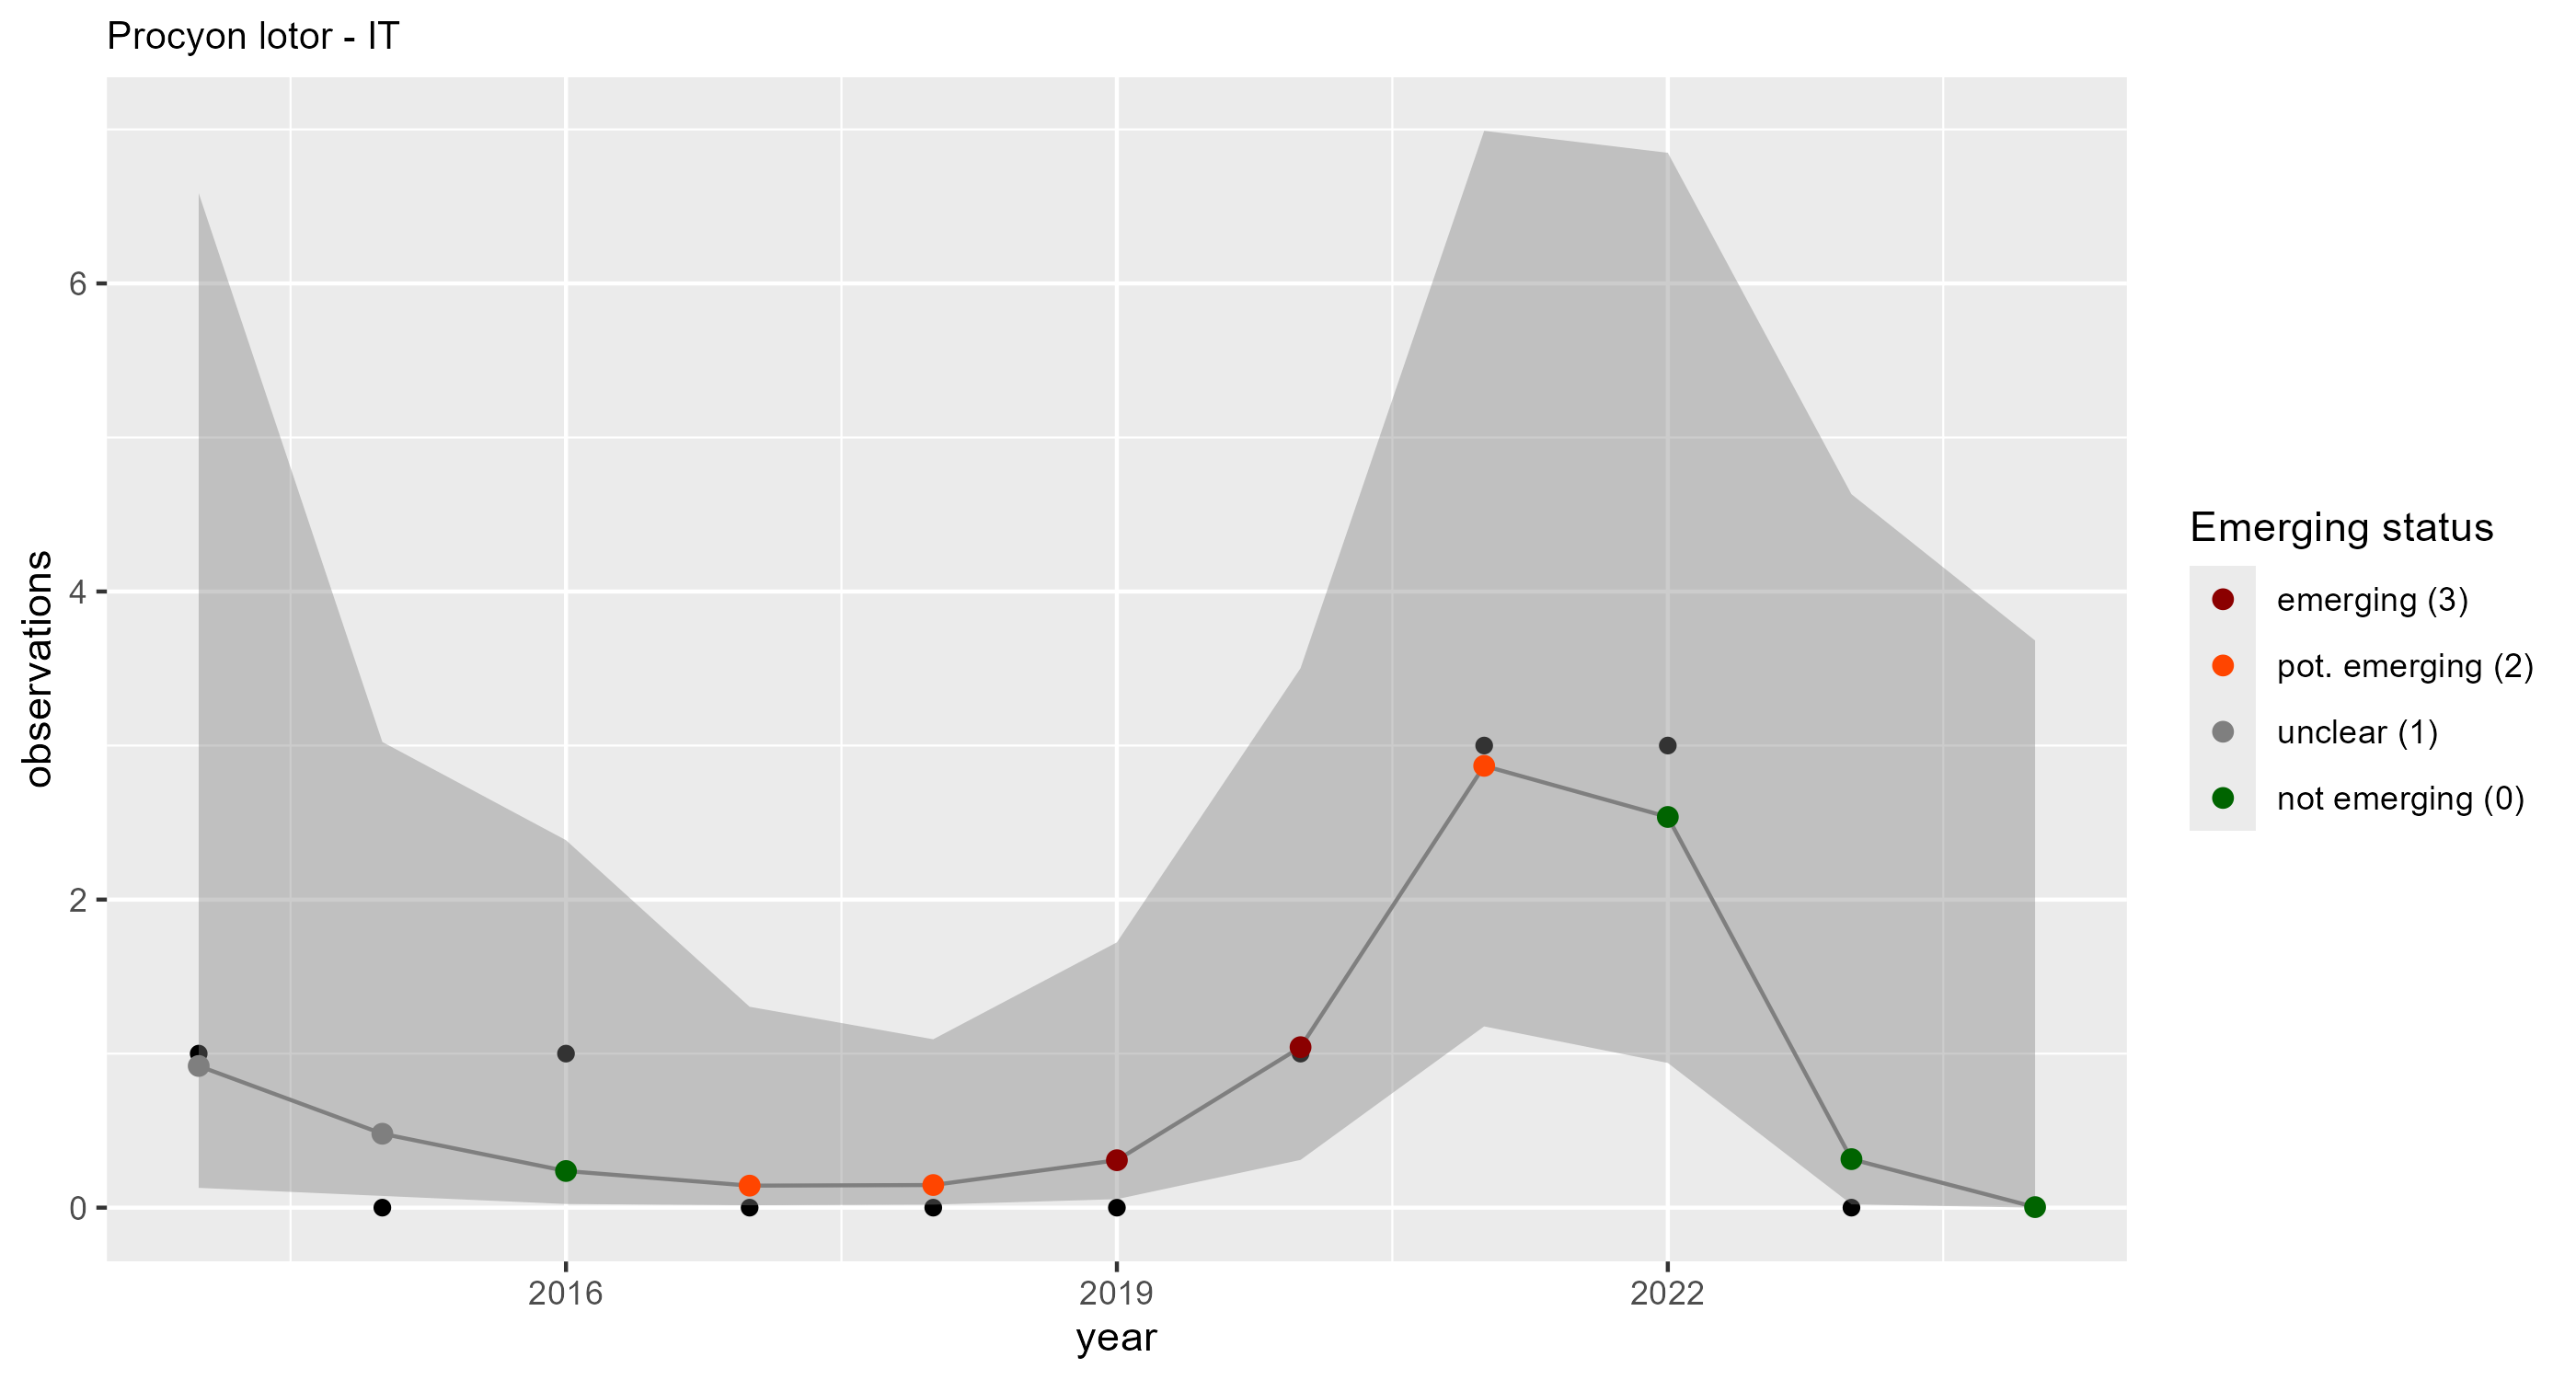 Procyon lotor - IT
observations
6
4
2
0
2016
2019
2022
year
Emerging status
emerging (3)
pot. emerging (2)
unclear (1)
not emerging (0)